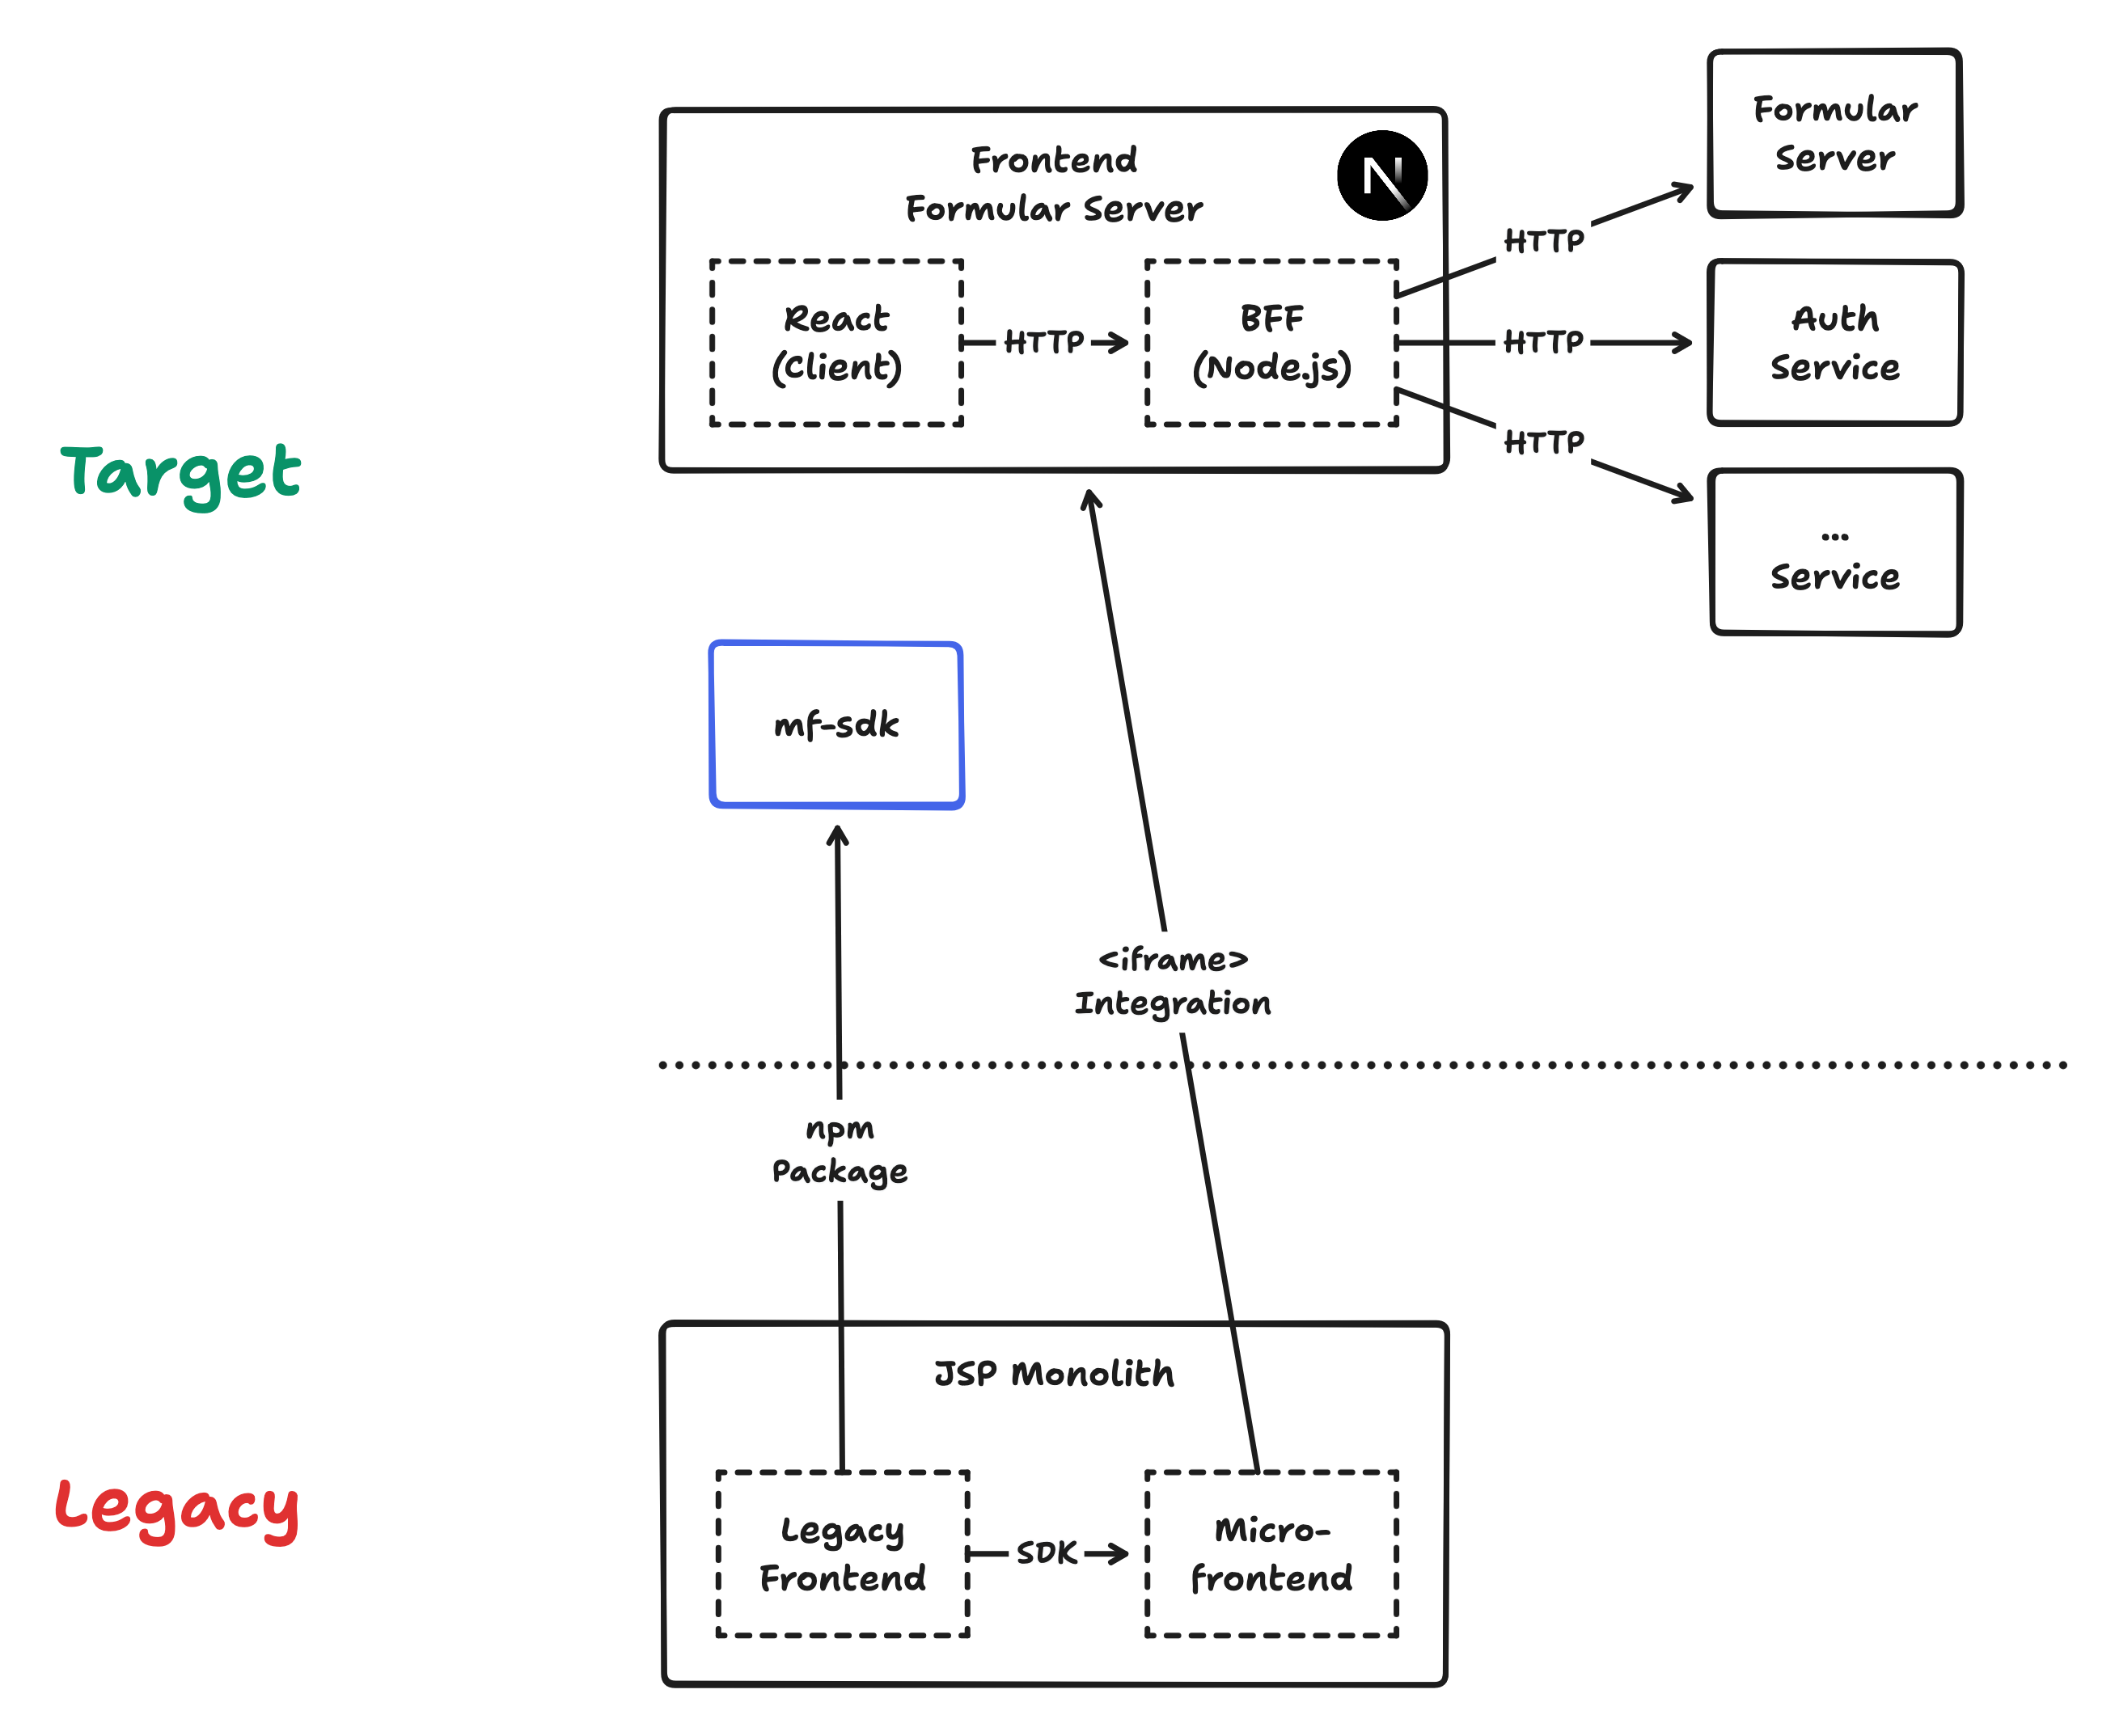 Frontend
Formular Server
React
(Client)
HTTP
BFF
(Node.js)
HTTP
HTTP
HTTP
Formular
Server
Auth
Service
...
Service
Target
mf-sdk
<iframe>
Integration
npm
Package
JSP Monolith
Legacy
Legacy
Frontend
SDK
Micro-
frontend